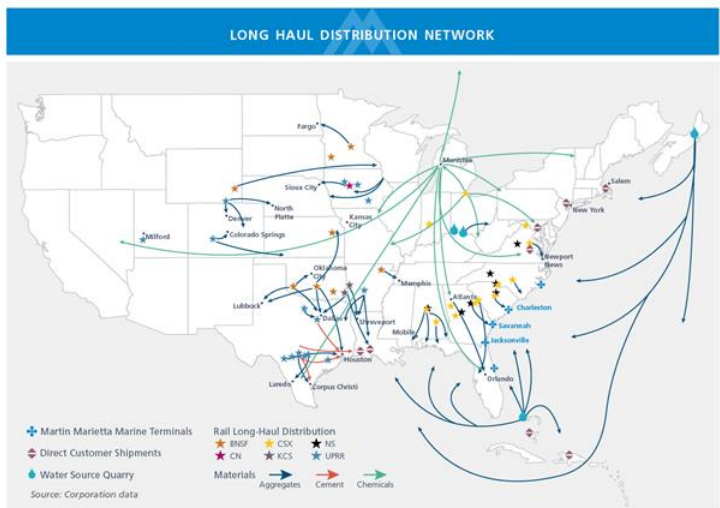 LONG HAUL DISTRIBUTION NETWORK
Fargo
Manistee
Sioux City
Salem
New York
North
Platte
Denver
Kansas
City
Milford
Colorado Springs
Newport
News
Oklahoma
City
Memphis
Atlanta
Lubbock
Charleston
Dallas
Shreveport
Mobile
Savannah
Jacksonville
Houston
Orlando
Laredo
Corpus Christi
Martin Marietta Marine Terminals
Direct Customer Shipments
Water Source Quarry
Source: Corporation data
Rail Long-Haul Distribution
BNSF
CSX
NS
CN
KCS
UPRR
Materials
Aggregates
Cement
Chemicals